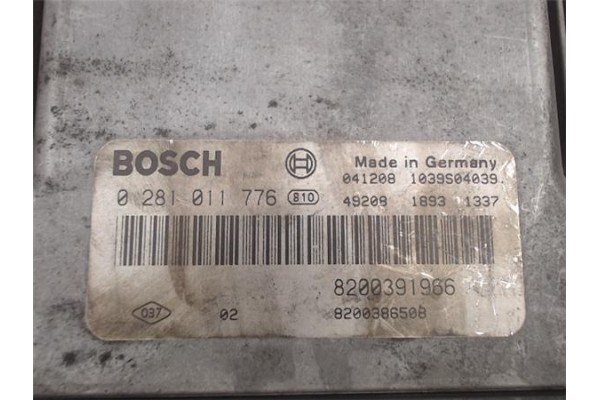 BOSCH Made in Germany
041208 1039S04039.
0 281 011 776 810 49208 1893 1337
8200391966
037 02 8200386508